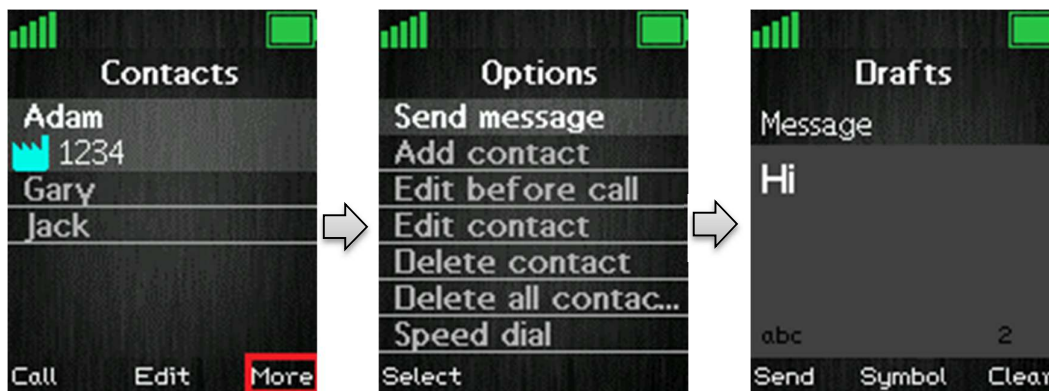 Contacts
Adam
1234
Gary
Jack
Call Edit More
Options
Send message
Add contact
Edit before call
Edit contact
Delete contact
Delete all contac...
Speed dial
Select
Drafts
Message
Hi
abc 2
Send Symbol Clear